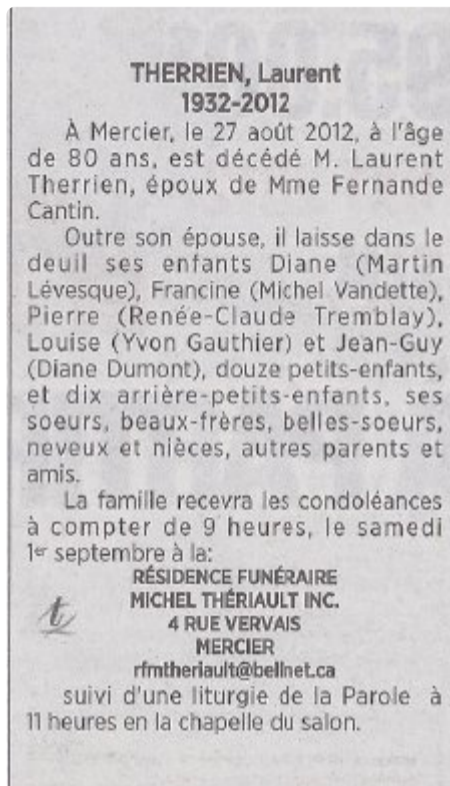 THERRIEN, Laurent
1932-2012
À Mercier, le 27 août 2012, à l'âge
de 80 ans, est décédé M. Laurent
Therrien, époux de Mme Fernande
Cantin.
Outre son épouse, il laisse dans le
deuil ses enfants Diane (Martin
Lévesque), Francine (Michel Vandette),
Pierre (Renée-Claude Tremblay),
Louise (Yvon Gauthier) et Jean-Guy
(Diane Dumont), douze petits-enfants,
et dix arrière-petits-enfants, ses
soeurs, beaux-frères, belles-soeurs,
neveux et nièces, autres parents et
amis.
La famille recevra les condoléances
à compter de 9 heures, le samedi
1er septembre à la:
RÉSIDENCE FUNÉRAIRE
MICHEL THÉRIAULT INC.
4 RUE VERVAIS
MERCIER
rfmtheriault@bellnet.ca
suivi d'une liturgie de la Parole à
11 heures en la chapelle du salon.